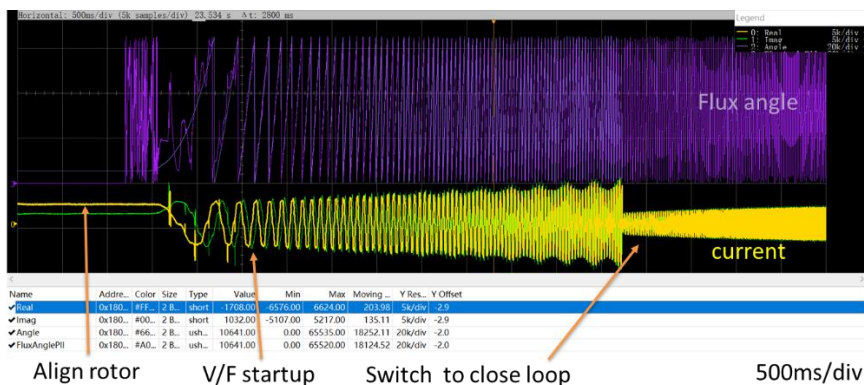 Horizontal: 500ms/div (5k samples/div) 23.534 s Δt: 2800 ms
Legend
0: Real 5k/div
1: Imag 5k/div
2: Angle 20k/div
Flux angle
current
Name Addre... Color Size Type Value Min Max Moving ... Y Res... Y Offset
✔Real 0x180... #FF... 2 B... short -1708.00 -6576.00 6624.00 203.98 5k/div -2.9
✔Imag 0x180... #00... 2 B... short 1032.00 -5107.00 5217.00 135.11 5k/div -2.9
✔Angle 0x180... #66... 2 B... ush... 10641.00 0.00 65535.00 18252.11 20k/div -2.0
✔FluxAnglePll 0x180... #A0... 2 B... ush... 10641.00 0.00 65520.00 18124.52 20k/div -2.0
Align rotor V/F startup Switch to close loop 500ms/div